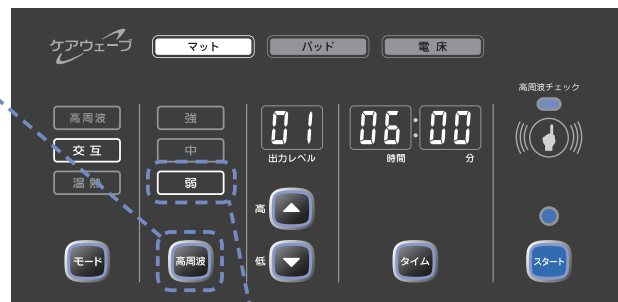 ケアウェーブ マット パッド 電床
高周波チェック
高周波 強
交互 中
温熱 弱
01 06:00
出力レベル 時間 分
高
低
モード 高周波 タイム スタート